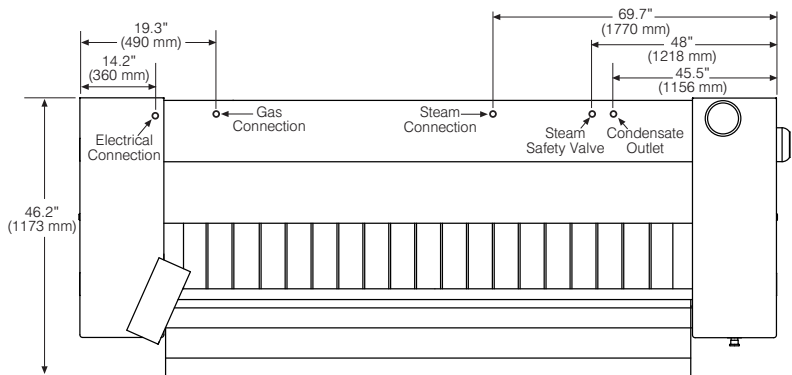 19.3"
(490 mm)
14.2"
(360 mm)
69.7"
(1770 mm)
48"
(1218 mm)
45.5"
(1156 mm)
Electrical
Connection
Gas
Connection
Steam
Connection
Steam
Safety Valve
Condensate
Outlet
46.2"
(1173 mm)